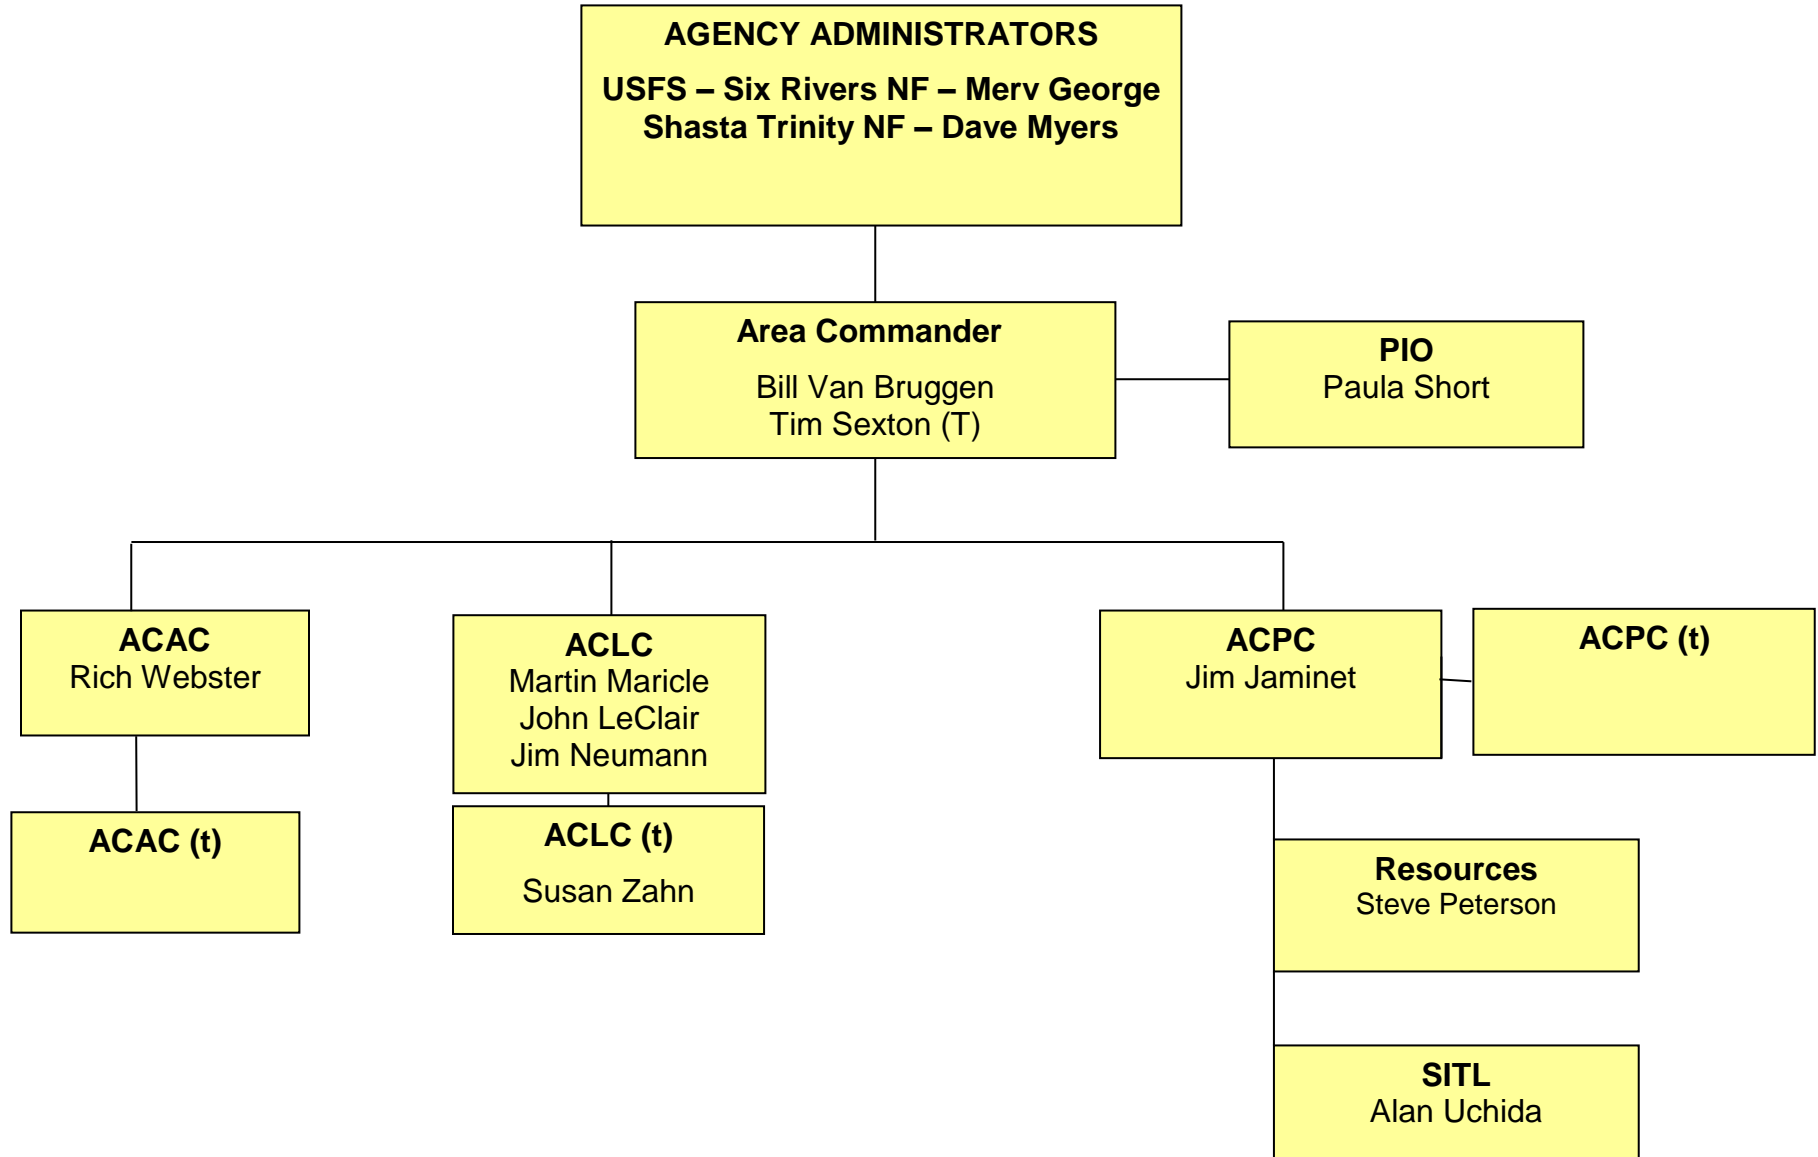 AGENCY ADMINISTRATORS
USFS – Six Rivers NF – Merv George
Shasta Trinity NF – Dave Myers
Area Commander
Bill Van Bruggen
Tim Sexton (T)
PIO
Paula Short
ACAC
Rich Webster
ACLC
Martin Maricle
John LeClair
Jim Neumann
ACPC
Jim Jaminet
ACPC (t)
ACAC (t)
ACLC (t)
Susan Zahn
Resources
Steve Peterson
SITL
Alan Uchida